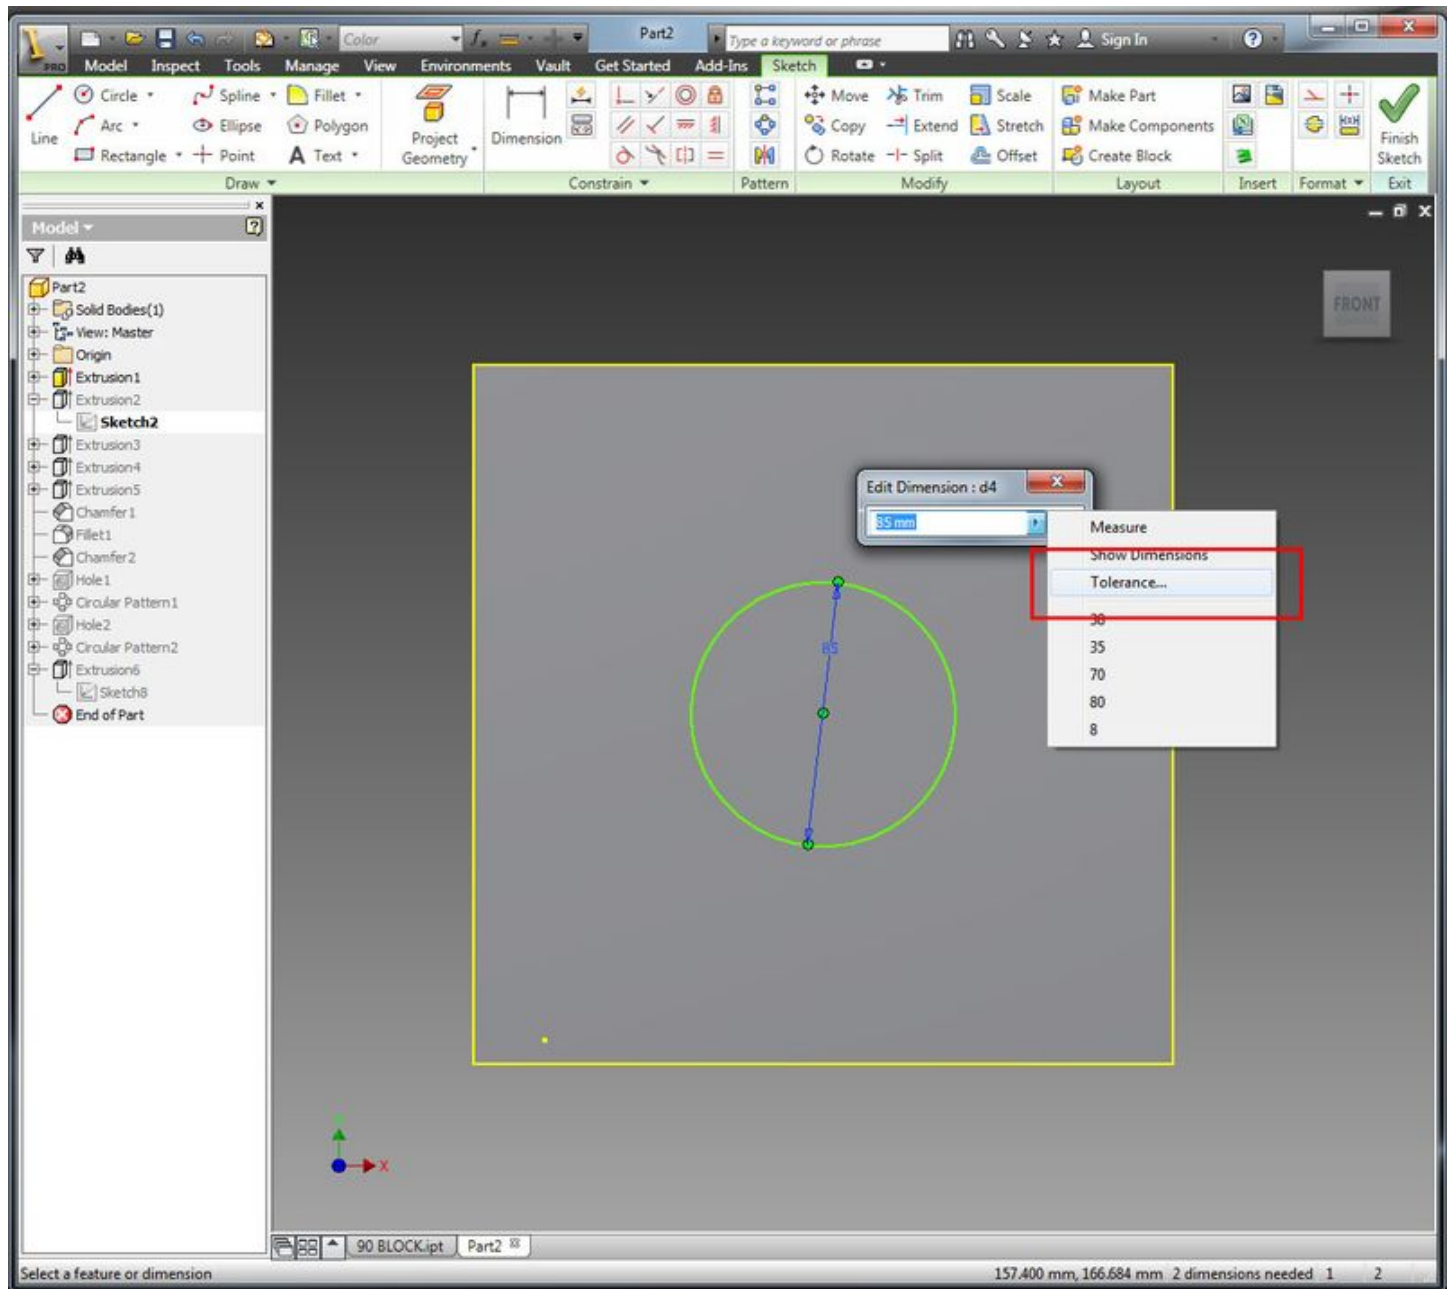 Color
Part2
Type a keyword or phrase
Sign In
PRO
Model Inspect Tools Manage View Environments Vault Get Started Add-Ins Sketch
Line
Circle
Arc
Rectangle
Spline
Ellipse
Point
Fillet
Polygon
A Text
Project Geometry
Dimension
Move
Copy
Rotate
Trim
Extend
Split
Scale
Stretch
Offset
Make Part
Make Components
Create Block
Finish Sketch
Draw
Constrain
Pattern
Modify
Layout
Insert
Format
Exit
Model
Part2
Solid Bodies(1)
View: Master
Origin
Extrusion1
Extrusion2
Sketch2
Extrusion3
Extrusion4
Extrusion5
Chamfer1
Fillet1
Chamfer2
Hole1
Circular Pattern1
Hole2
Circular Pattern2
Extrusion6
Sketch8
End of Part
FRONT
Edit Dimension : d4
85 mm
Measure
Show Dimensions
Tolerance...
38
35
70
80
8
85
X
90 BLOCK.ipt
Part2
Select a feature or dimension
157.400 mm, 166.684 mm 2 dimensions needed 1 2